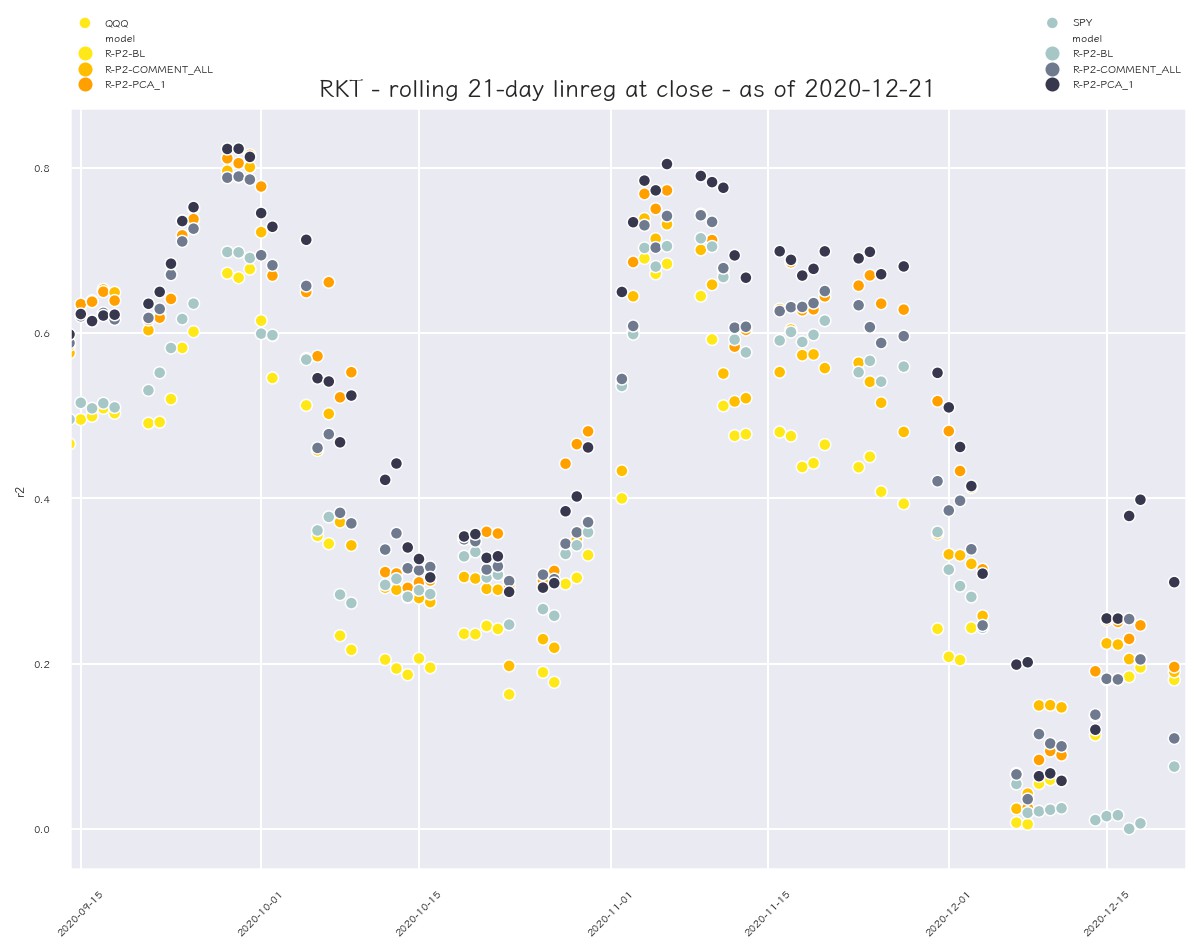 QQQ
model
R-P2-BL
R-P2-COMMENT_ALL
R-P2-PCA_1
SPY
model
R-P2-BL
R-P2-COMMENT_ALL
R-P2-PCA_1
RKT - rolling 21-day linreg at close - as of 2020-12-21
0.8
0.6
0.4
0.2
0.0
r2
2020-09-15
2020-10-01
2020-10-15
2020-11-01
2020-11-15
2020-12-01
2020-12-15